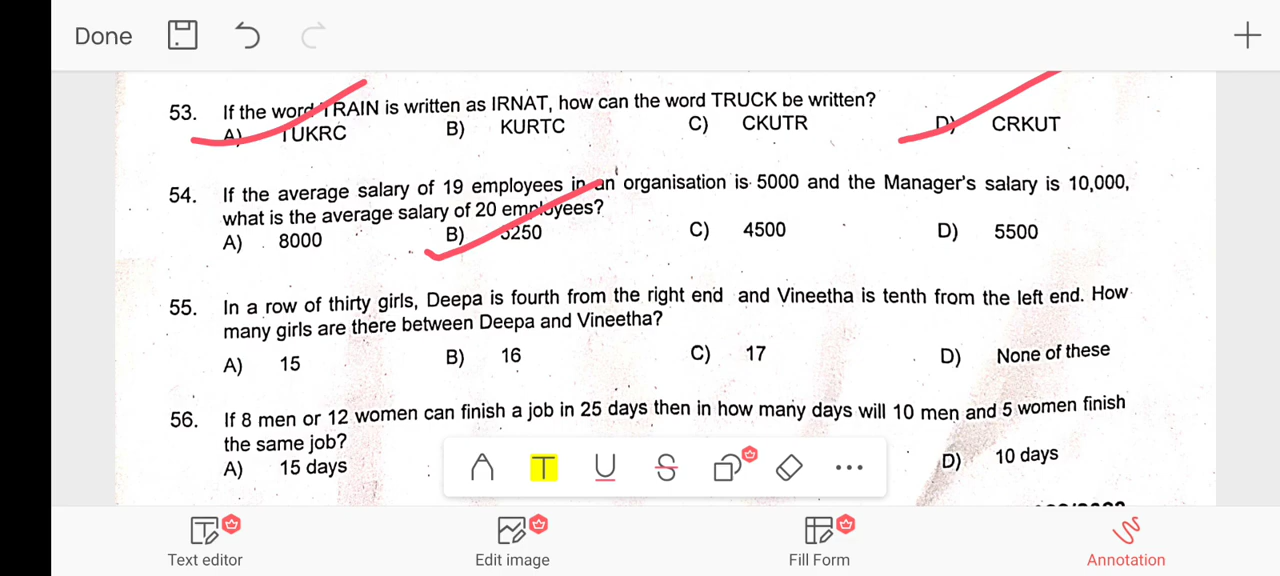 Done
53. If the word TRAIN is written as IRNAT, how can the word TRUCK be written?
A) TUKRC B) KURTC C) CKUTR D) CRKUT
54. If the average salary of 19 employees in an organisation is 5000 and the Manager's salary is 10,000,
what is the average salary of 20 employees?
A) 8000 B) 5250 C) 4500 D) 5500
55. In a row of thirty girls, Deepa is fourth from the right end and Vineetha is tenth from the left end. How
many girls are there between Deepa and Vineetha?
A) 15 B) 16 C) 17 D) None of these
56. If 8 men or 12 women can finish a job in 25 days then in how many days will 10 men and 5 women finish
the same job?
A) 15 days D) 10 days
T U S
Text editor Edit image Fill Form Annotation